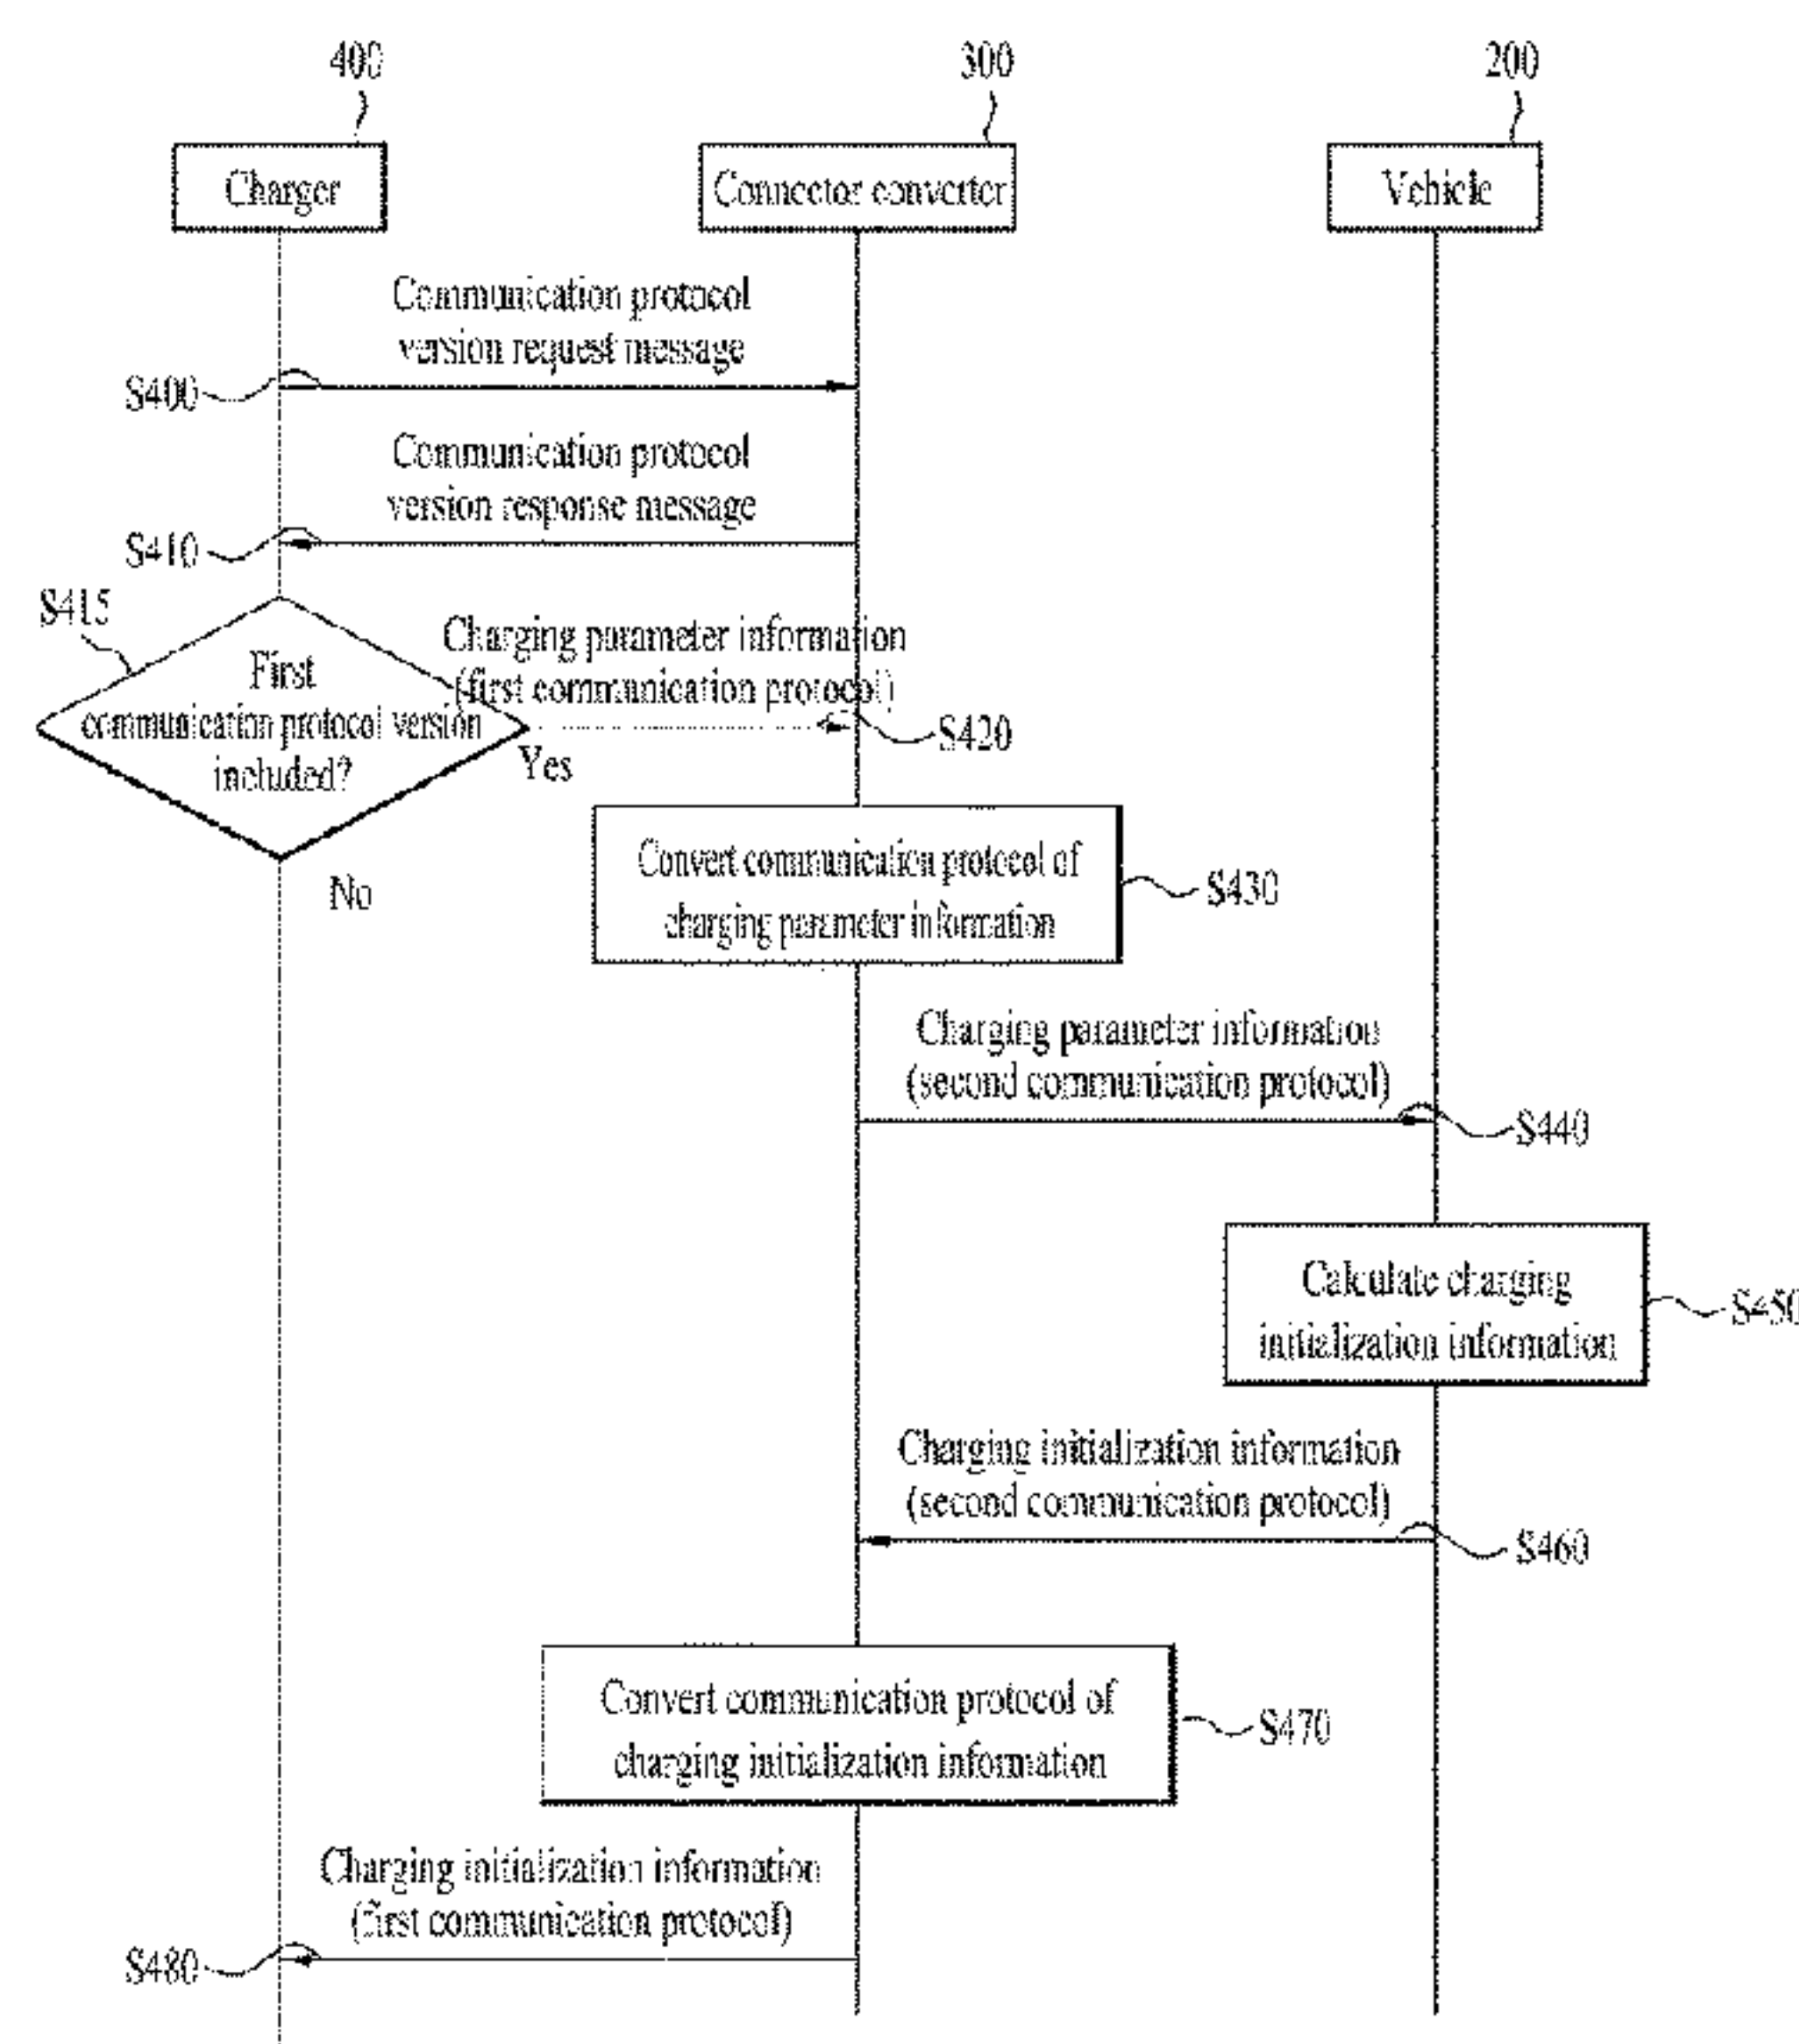 400
300
200
Charger
Connector converter
Vehicle
Communication protocol
version request message
S400
Communication protocol
version response message
S410
S415
First
communication protocol version
included?
Charging parameter information
(first communication protocol)
S420
Yes
No
Convert communication protocol of
charging parameter information
S430
Charging parameter information
(second communication protocol)
S440
Calculate charging
initialization information
S450
Charging initialization information
(second communication protocol)
S460
Convert communication protocol of
charging initialization information
S470
Charging initialization information
(first communication protocol)
S480